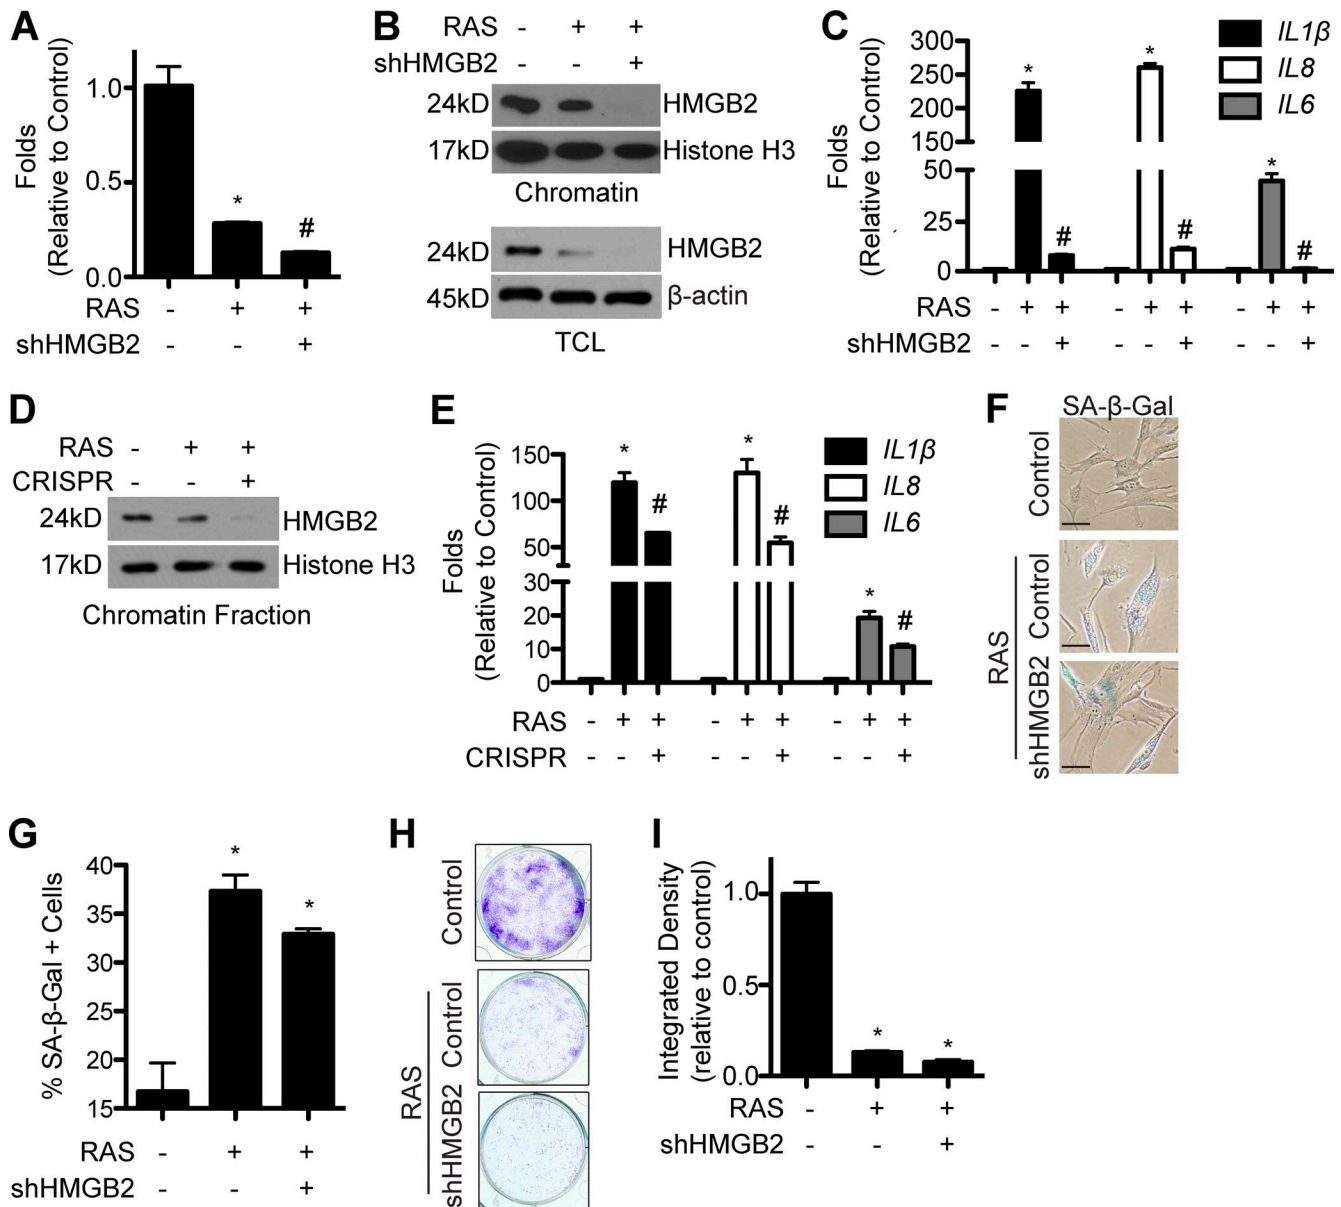 A
Folds
(Relative to Control)
1.0
0.5
0.0
*
#
RAS - + +
shHMGB2 - - +
B
RAS - + +
shHMGB2 - - +
24kD HMGB2
17kD Histone H3
Chromatin
24kD HMGB2
45kD β-actin
TCL
C
Folds
(Relative to Control)
300
250
200
150
50
25
0
* # * # * #
IL1β
IL8
IL6
RAS - + + - + + - + +
shHMGB2 - - + - - + - - +
D
RAS - + +
CRISPR - - +
24kD HMGB2
17kD Histone H3
Chromatin Fraction
E
Folds
(Relative to Control)
150
100
50
30
20
10
0
* # * # * #
IL1β
IL8
IL6
RAS - + + - + + - + +
CRISPR - - + - - + - - +
F
SA-β-Gal
Control
RAS
Control
shHMGB2
G
% SA-β-Gal + Cells
40
35
30
25
20
15
* *
RAS - + +
shHMGB2 - - +
H
Control
RAS
Control
shHMGB2
I
Integrated Density
(relative to control)
1.0
0.5
0.0
* *
RAS - + +
shHMGB2 - - +